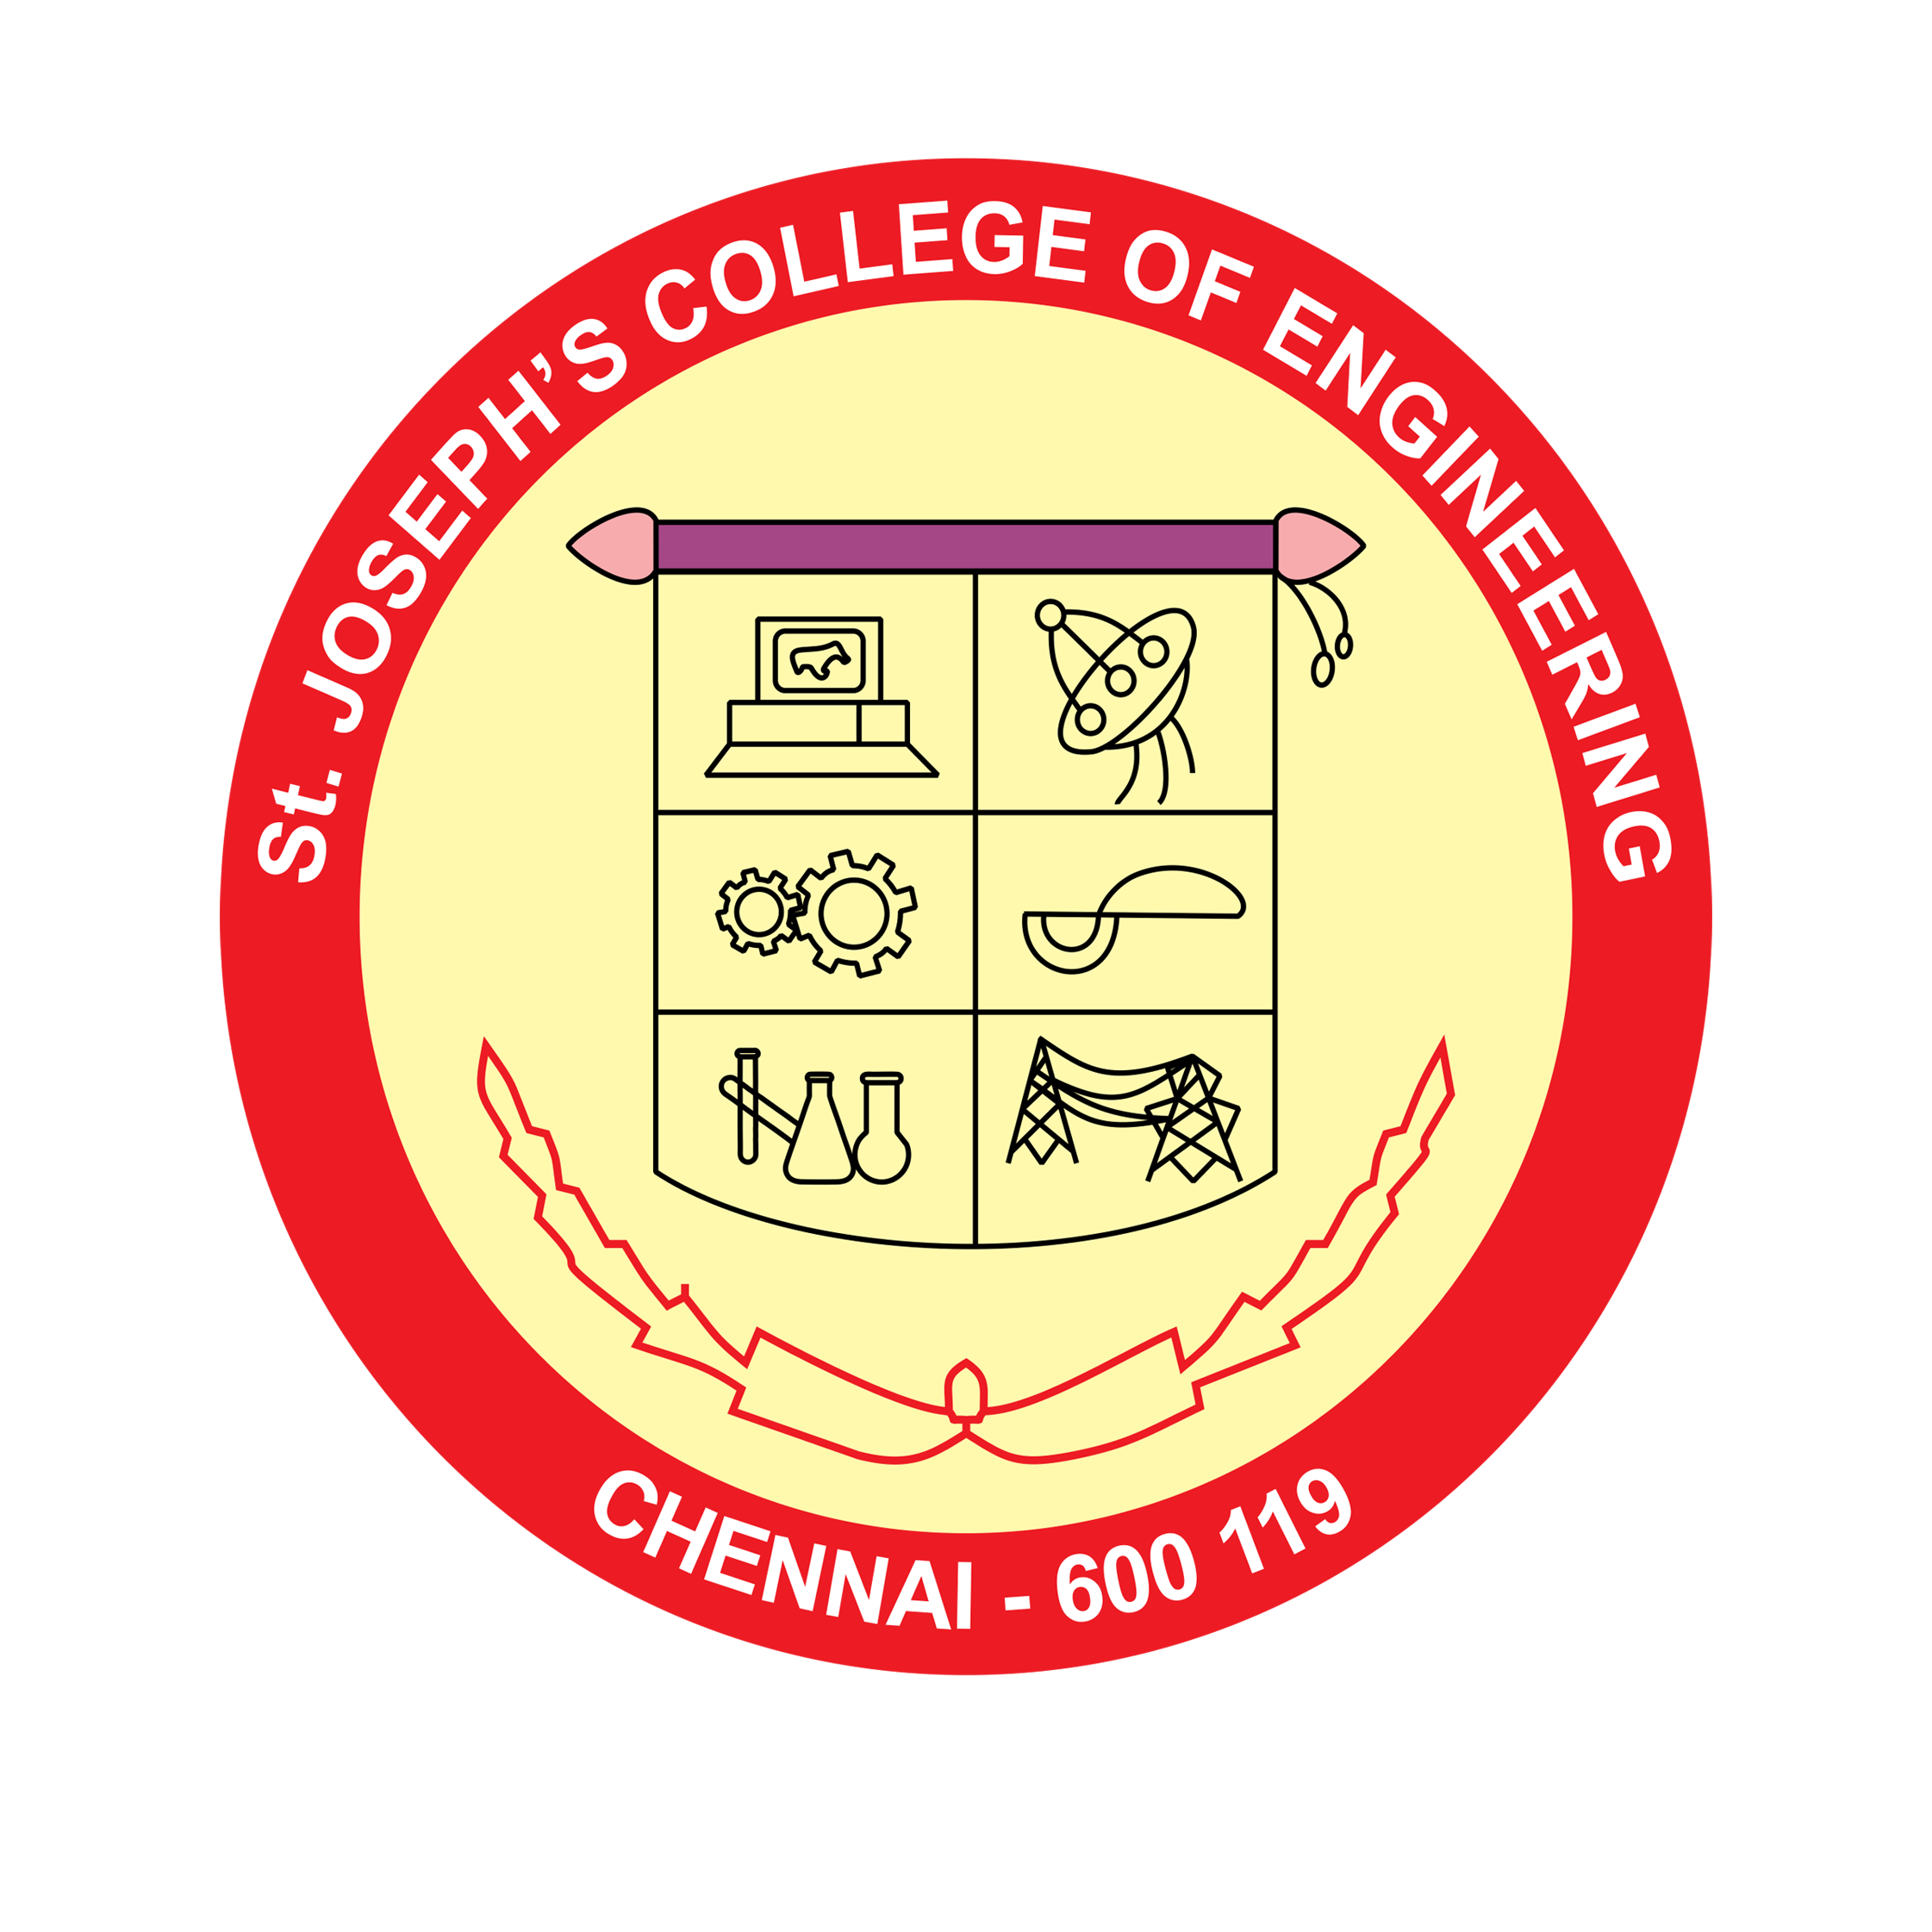 St. JOSEPH’S COLLEGE OF ENGINEERING
CHENNAI - 600 119